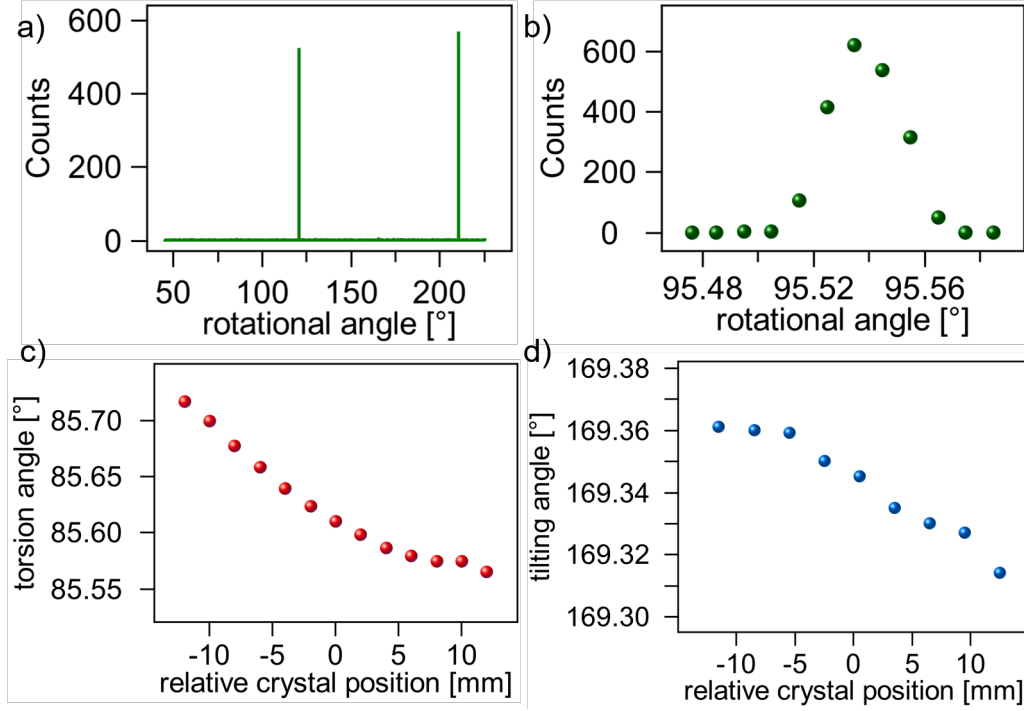 a)
600
400
200
0
Counts
50 100 150 200
rotational angle [°]
b)
600
400
200
0
Counts
95.48 95.52 95.56
rotational angle [°]
c)
85.70
85.65
85.60
85.55
torsion angle [°]
-10 -5 0 5 10
relative crystal position [mm]
d)
169.38
169.36
169.34
169.32
169.30
tilting angle [°]
-10 -5 0 5 10
relative crystal position [mm]